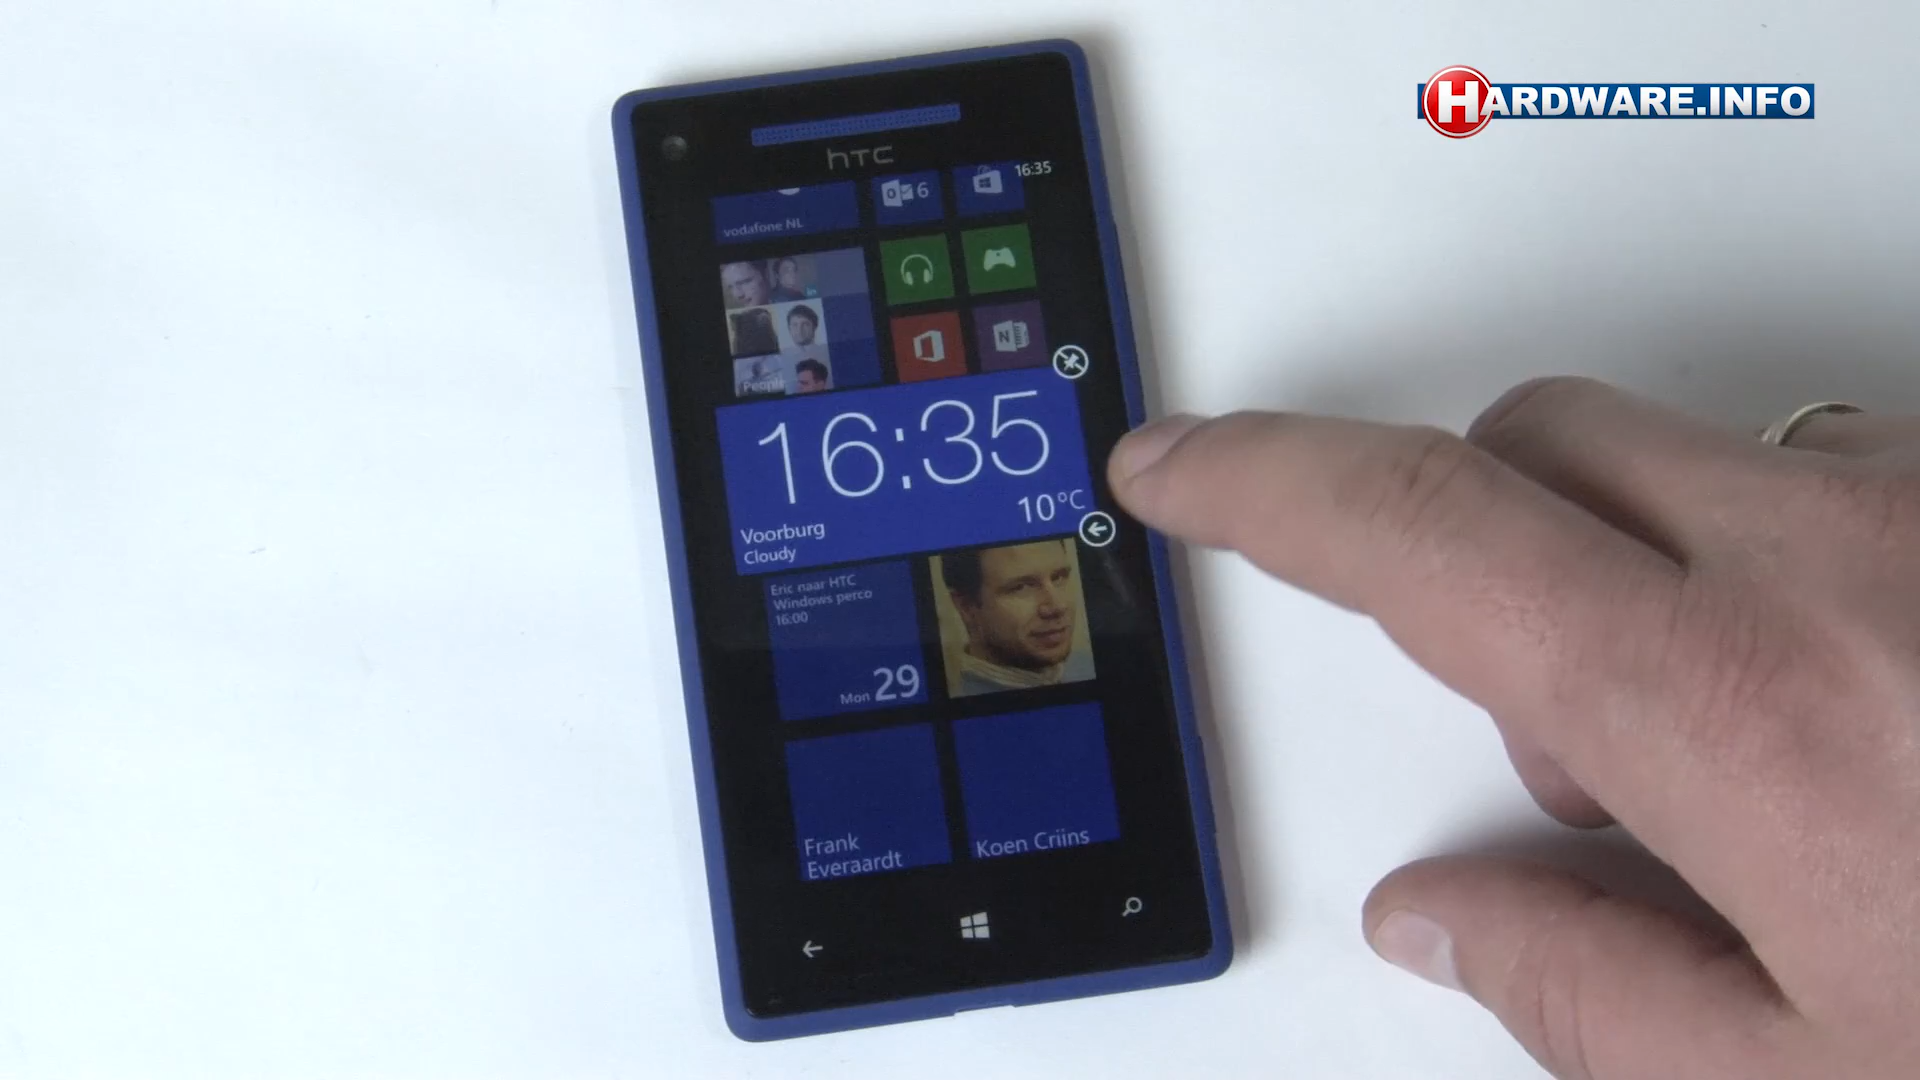 HARDWARE.INFO
hTC
16:35
6
vodafone NL
People
16:35
10°C
Voorburg
Cloudy
Eric naar HTC
Windows perco
16:00
Mon 29
Frank
Everaardt
Koen Crijns